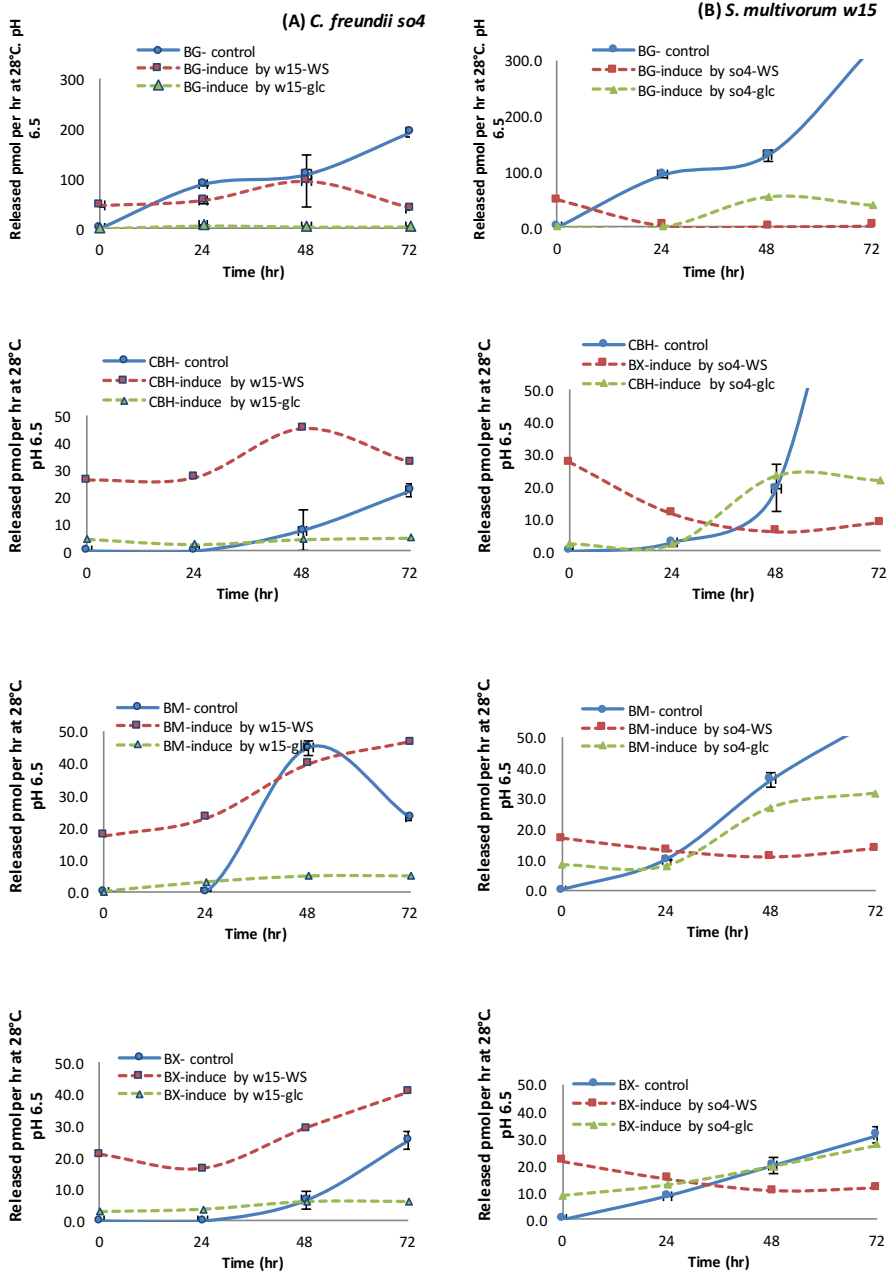 (A) C. freundii so4
BG- control
BG-induce by w15-WS
BG-induce by w15-glc
Released pmol per hr at 28°C. pH
6.5
300
200
100
0
0 24 48 72
Time (hr)
(B) S. multivorum w15
BG- control
BG-induce by so4-WS
BG-induce by so4-glc
Released pmol per hr at 28°C. pH
6.5
300.0
200.0
100.0
0.0
0 24 48 72
Time (hr)
CBH- control
CBH-induce by w15-WS
CBH-induce by w15-glc
Released pmol per hr at 28°C.
pH 6.5
50
40
30
20
10
0
0 24 48 72
Time (hr)
CBH- control
BX-induce by so4-WS
CBH-induce by so4-glc
Released pmol per hr at 28°C.
pH 6.5
50.0
40.0
30.0
20.0
10.0
0.0
0 24 48 72
Time (hr)
BM- control
BM-induce by w15-WS
BM-induce by w15-glc
Released pmol per hr at 28°C.
pH 6.5
50.0
40.0
30.0
20.0
10.0
0.0
0 24 48 72
Time (hr)
BM- control
BM-induce by so4-WS
BM-induce by so4-glc
Released pmol per hr at 28°C.
pH 6.5
50.0
40.0
30.0
20.0
10.0
0.0
0 24 48 72
Time (hr)
BX- control
BX-induce by w15-WS
BX-induce by w15-glc
Released pmol per hr at 28°C.
pH 6.5
50.0
40.0
30.0
20.0
10.0
0.0
0 24 48 72
Time (hr)
BX- control
BX-induce by so4-WS
BX-induce by so4-glc
Released pmol per hr at 28°C.
pH 6.5
50.0
40.0
30.0
20.0
10.0
0.0
0 24 48 72
Time (hr)